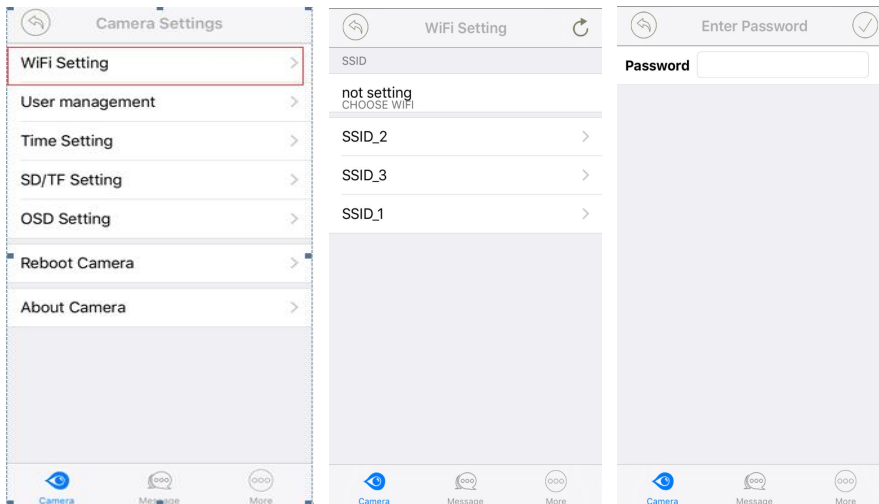 Camera Settings
WiFi Setting
User management
Time Setting
SD/TF Setting
OSD Setting
Reboot Camera
About Camera
Camera
Message
More
WiFi Setting
SSID
not setting
CHOOSE WIFI
SSID_2
SSID_3
SSID_1
Camera
Message
More
Enter Password
Password
Camera
Message
More